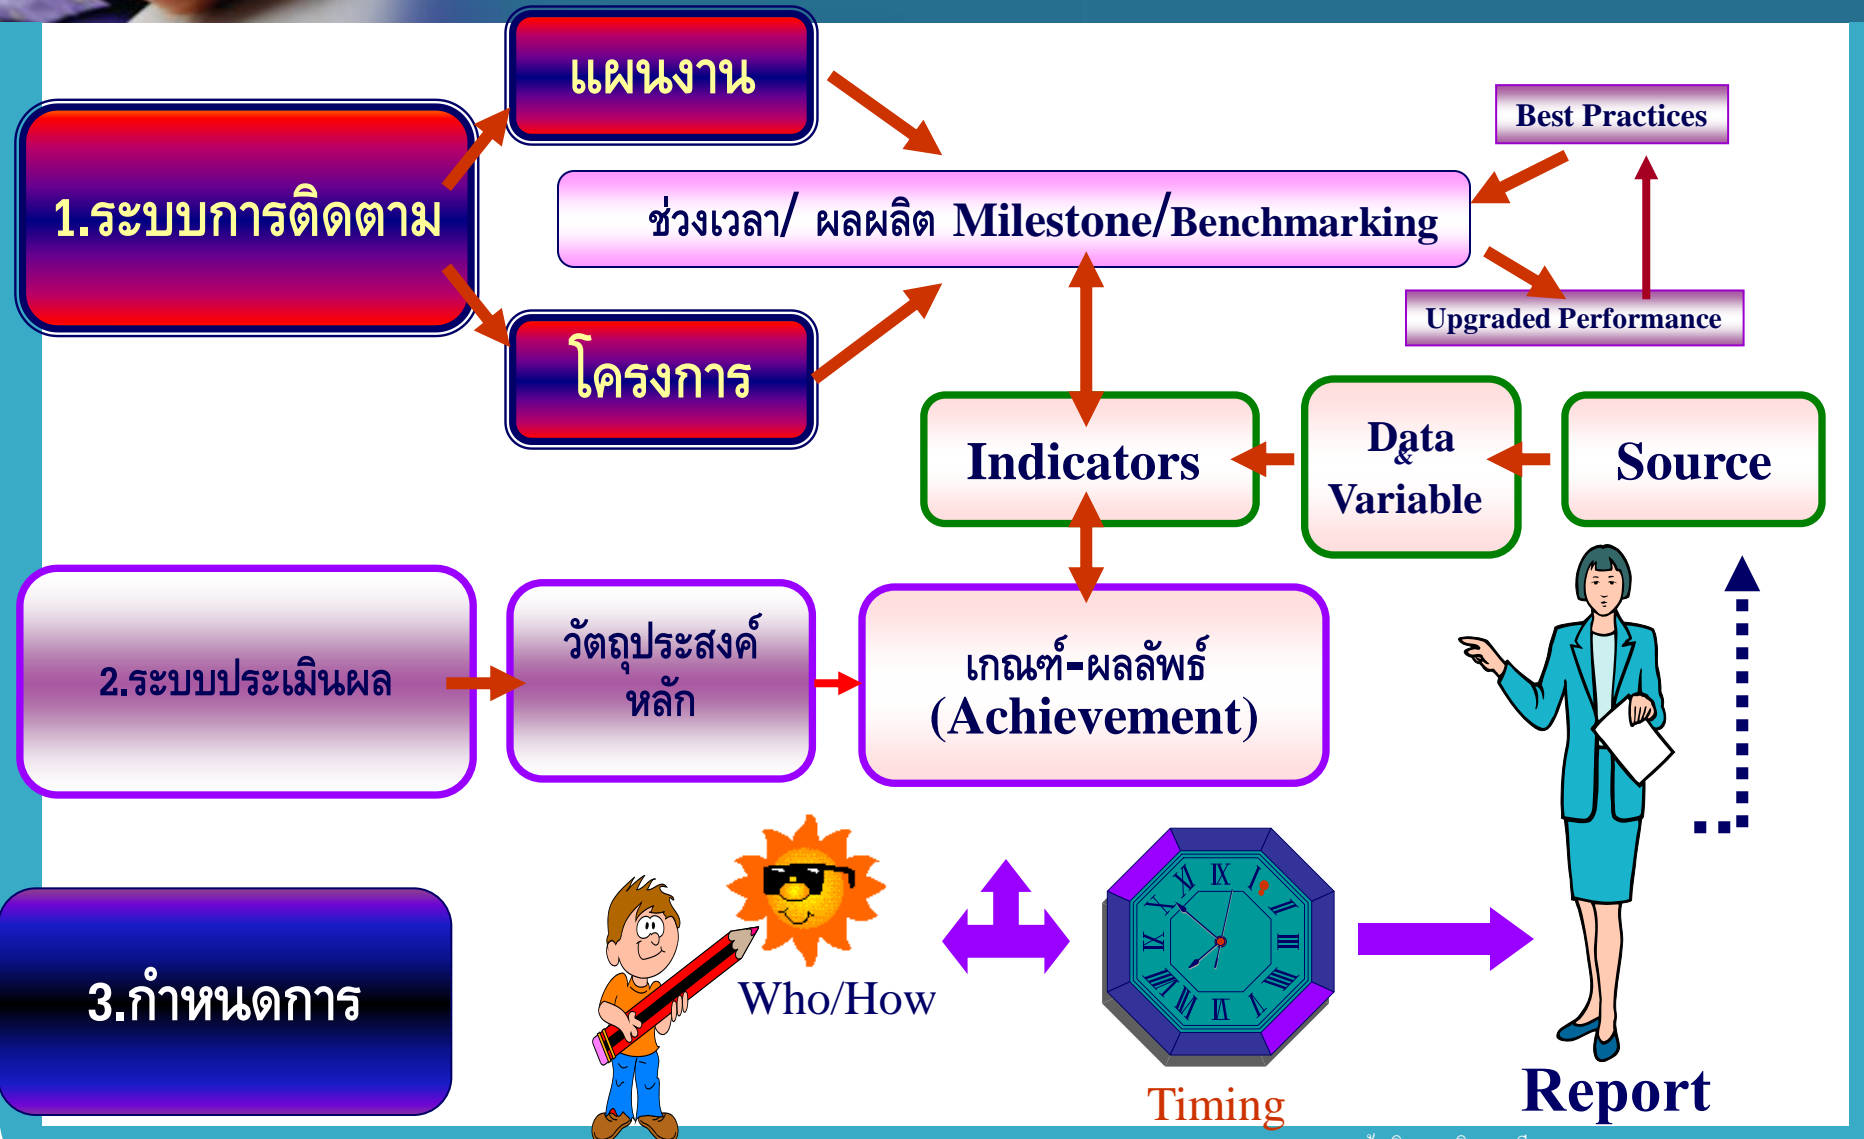 แผนงาน
Best Practices
1.ระบบการติดตาม
ช่วงเวลา/ ผลผลิต Milestone/Benchmarking
Upgraded Performance
โครงการ
Indicators
Data
&
Variable
Source
2.ระบบประเมินผล
วัตถุประสงค์
หลัก
เกณฑ์-ผลลัพธ์
(Achievement)
3.กำหนดการ
Who/How
Timing
Report